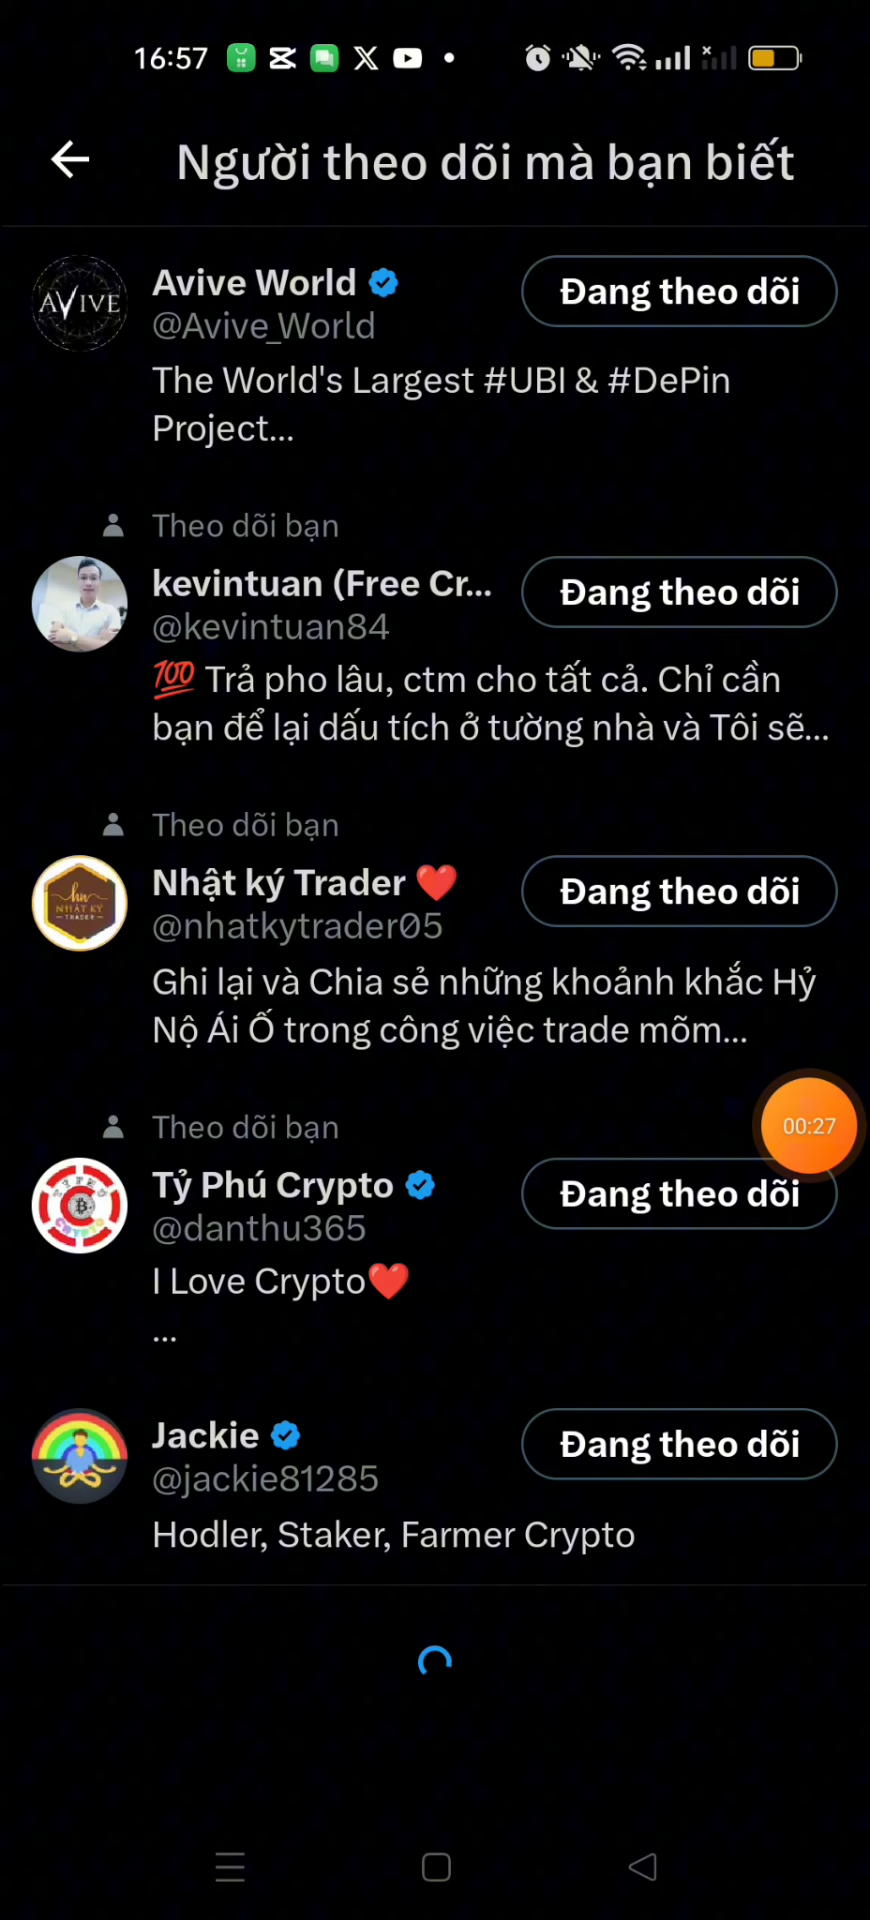 16:57
Người theo dõi mà bạn biết
AVIVE
Avive World
Đang theo dõi
@Avive_World
The World's Largest #UBI & #DePin
Project...
Theo dõi bạn
kevintuan (Free Cr...
Đang theo dõi
@kevintuan84
💯 Trả pho lâu, ctm cho tất cả. Chỉ cần
bạn để lại dấu tích ở tường nhà và Tôi sẽ...
Theo dõi bạn
NHẬT KÝ
TRADER
Nhật ký Trader ❤️
Đang theo dõi
@nhatkytrader05
Ghi lại và Chia sẻ những khoảnh khắc Hỷ
Nộ Ái Ố trong công việc trade mõm...
00:27
Theo dõi bạn
Tỷ Phú Crypto
Đang theo dõi
@danthu365
I Love Crypto❤️
...
Jackie
Đang theo dõi
@jackie81285
Hodler, Staker, Farmer Crypto